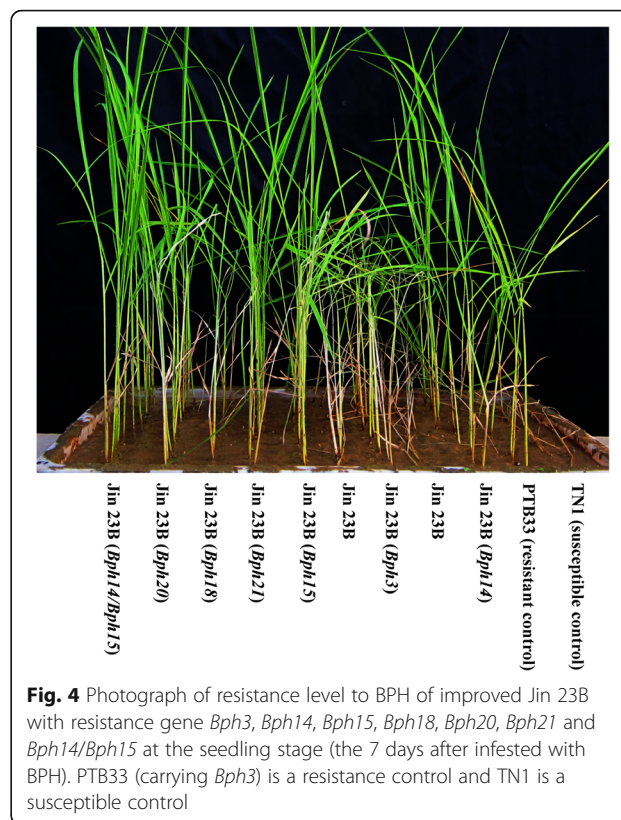 Jin 23B (Bph14/Bph15)
Jin 23B (Bph20)
Jin 23B (Bph18)
Jin 23B (Bph21)
Jin 23B (Bph15)
Jin 23B
Jin 23B (Bph3)
Jin 23B
Jin 23B (Bph14)
PTB33 (resistant control)
TN1 (susceptible control)
Fig. 4 Photograph of resistance level to BPH of improved Jin 23B
with resistance gene Bph3, Bph14, Bph15, Bph18, Bph20, Bph21 and
Bph14/Bph15 at the seedling stage (the 7 days after infested with
BPH). PTB33 (carrying Bph3) is a resistance control and TN1 is a
susceptible control